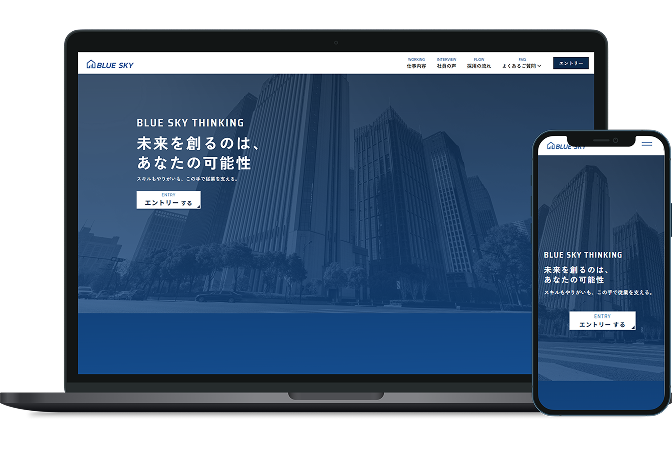 BLUE SKY
WORKING
仕事内容
INTERVIEW
社員の声
FLOW
採用の流れ
FAQ
よくあるご質問
エントリー
BLUE SKY THINKING
未来を創るのは、
あなたの可能性
スキルもやりがいも、この手で従業を支える。
ENTRY
エントリー する
BLUE SKY
BLUE SKY THINKING
未来を創るのは、
あなたの可能性
スキルもやりがいも、この手で従業を支える。
ENTRY
エントリー する